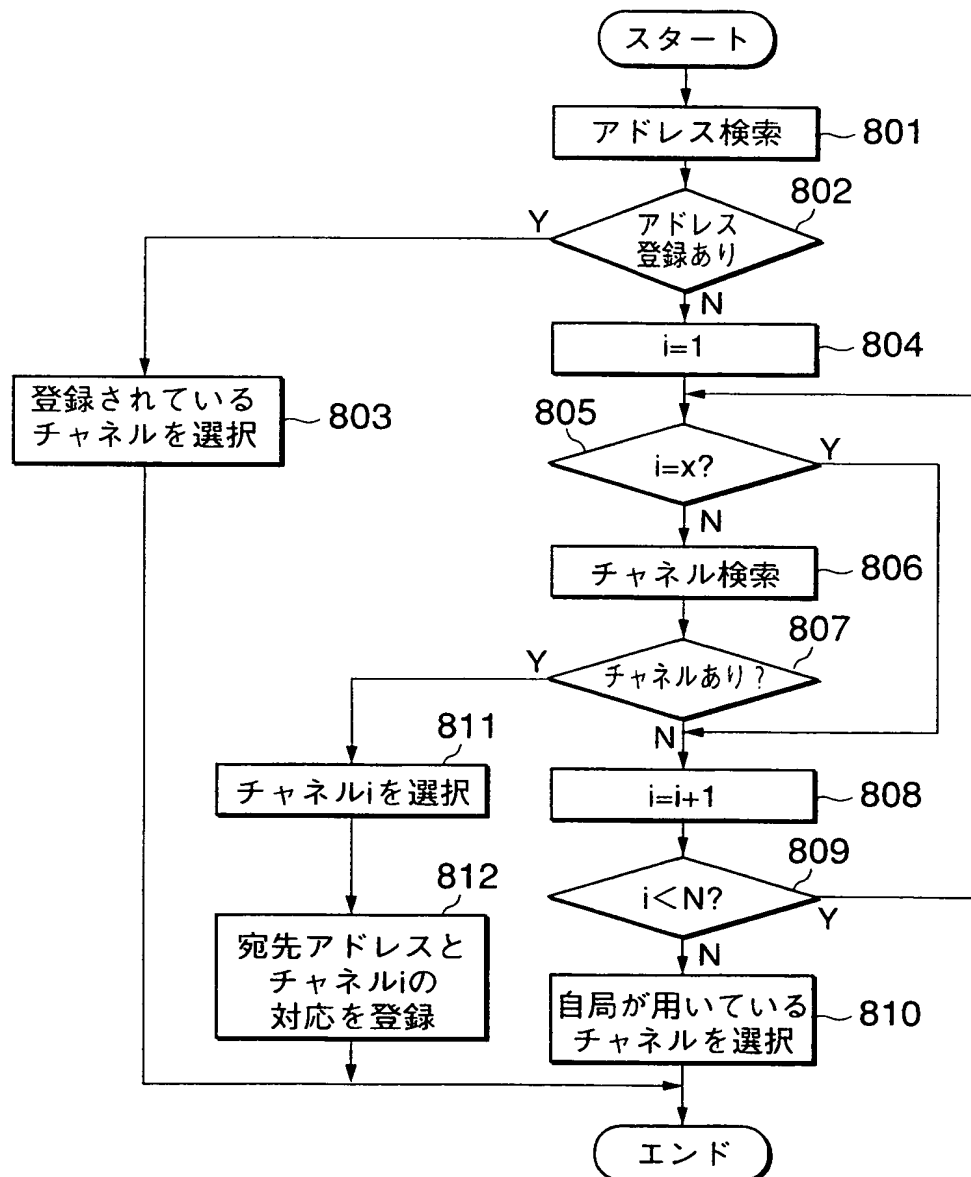 スタート
アドレス検索
801
802
アドレス
登録あり
Y
N
i=1
804
登録されている
チャネルを選択
803
805
i=x?
Y
N
チャネル検索
806
807
チャネルあり?
Y
N
811
チャネルiを選択
i=i+1
808
812
宛先アドレスと
チャネルiの
対応を登録
809
i<N?
Y
N
自局が用いている
チャネルを選択
810
エンド